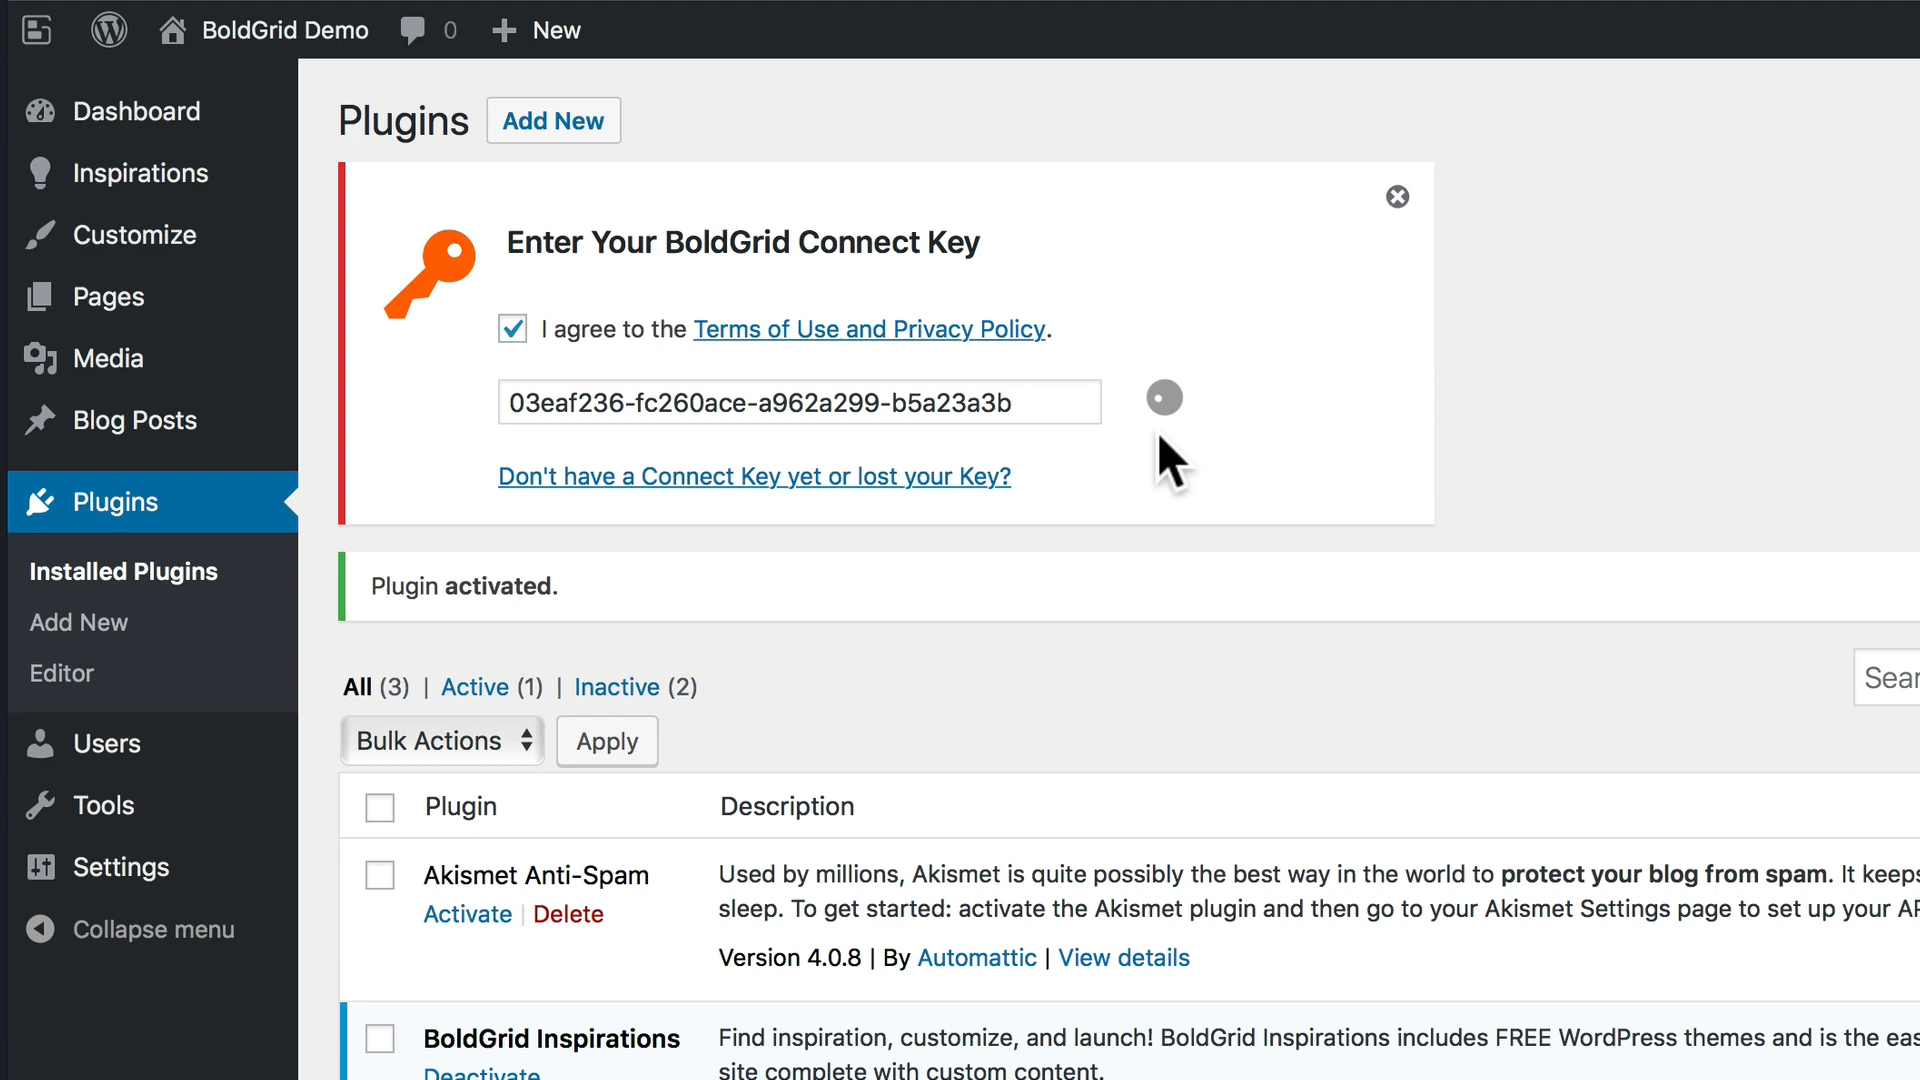 BoldGrid Demo 0 New
Dashboard
Inspirations
Customize
Pages
Media
Blog Posts
Plugins
Installed Plugins
Add New
Editor
Users
Tools
Settings
Collapse menu
Plugins Add New
Enter Your BoldGrid Connect Key
I agree to the Terms of Use and Privacy Policy.
03eaf236-fc260ace-a962a299-b5a23a3b
Don't have a Connect Key yet or lost your Key?
Plugin activated.
All (3) | Active (1) | Inactive (2)
Sear
Bulk Actions Apply
Plugin Description
Akismet Anti-Spam
Activate | Delete
Used by millions, Akismet is quite possibly the best way in the world to protect your blog from spam. It keeps
sleep. To get started: activate the Akismet plugin and then go to your Akismet Settings page to set up your AP
Version 4.0.8 | By Automattic | View details
BoldGrid Inspirations
Deactivate
Find inspiration, customize, and launch! BoldGrid Inspirations includes FREE WordPress themes and is the eas
site complete with custom content.